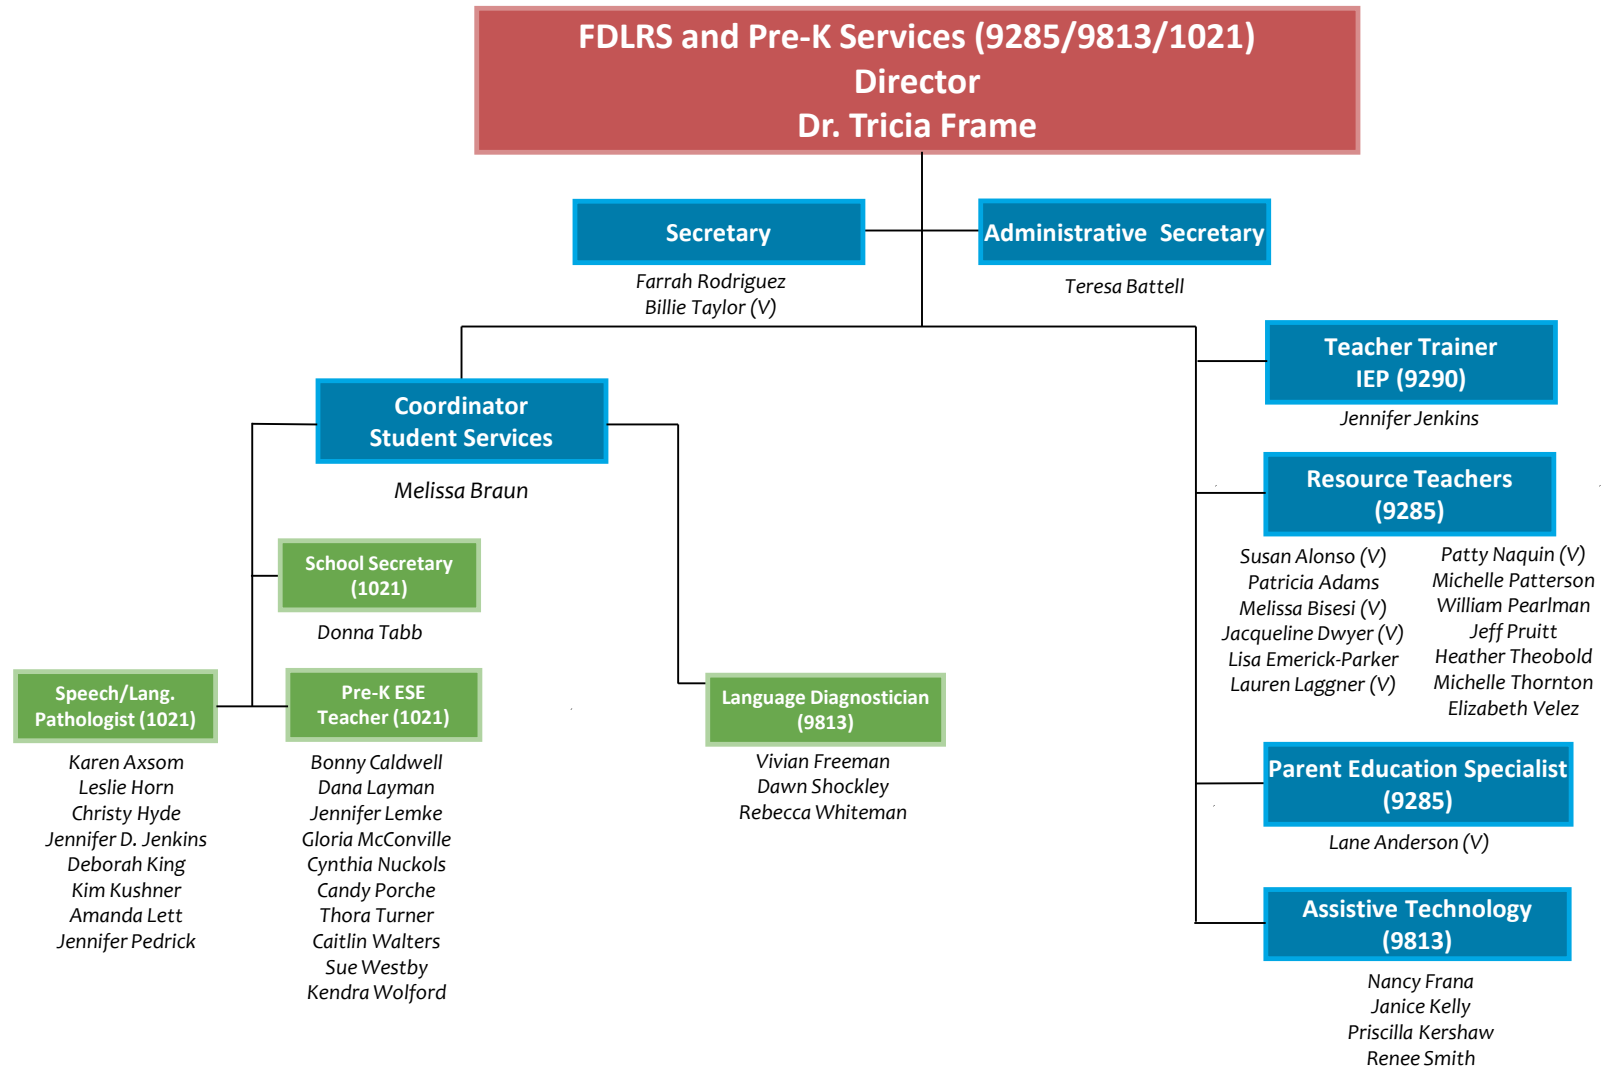 FDLRS and Pre-K Services (9285/9813/1021)
Director
Dr. Tricia Frame
Secretary
Farrah Rodriguez
Billie Taylor (V)
Administrative Secretary
Teresa Battell
Coordinator
Student Services
Melissa Braun
School Secretary
(1021)
Donna Tabb
Speech/Lang.
Pathologist (1021)
Karen Axsom
Leslie Horn
Christy Hyde
Jennifer D. Jenkins
Deborah King
Kim Kushner
Amanda Lett
Jennifer Pedrick
Pre-K ESE
Teacher (1021)
Bonny Caldwell
Dana Layman
Jennifer Lemke
Gloria McConville
Cynthia Nuckols
Candy Porche
Thora Turner
Caitlin Walters
Sue Westby
Kendra Wolford
Language Diagnostician
(9813)
Vivian Freeman
Dawn Shockley
Rebecca Whiteman
Teacher Trainer
IEP (9290)
Jennifer Jenkins
Resource Teachers
(9285)
Susan Alonso (V)
Patricia Adams
Melissa Bisesi (V)
Jacqueline Dwyer (V)
Lisa Emerick-Parker
Lauren Laggner (V)
Patty Naquin (V)
Michelle Patterson
William Pearlman
Jeff Pruitt
Heather Theobold
Michelle Thornton
Elizabeth Velez
Parent Education Specialist
(9285)
Lane Anderson (V)
Assistive Technology
(9813)
Nancy Frana
Janice Kelly
Priscilla Kershaw
Renee Smith